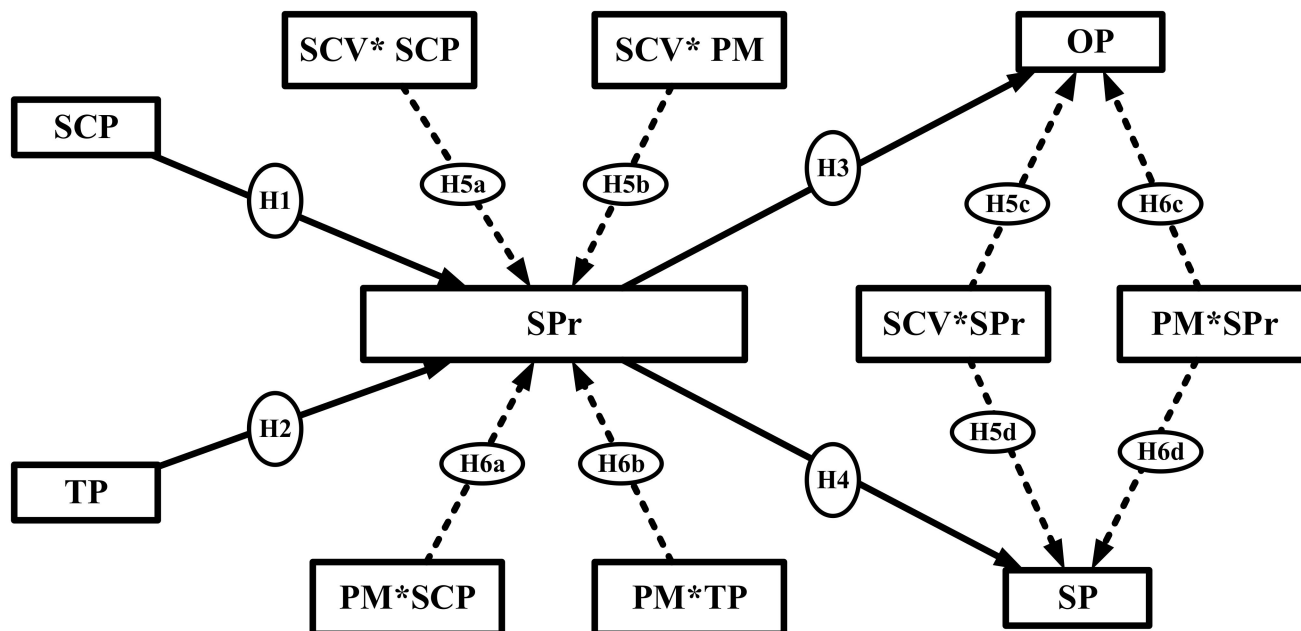 SCV* SCP
SCV* PM
OP
SCP
H1
H5a
H5b
H3
H5c
H6c
SPr
SCV*SPr
PM*SPr
H2
H6a
H6b
H4
H5d
H6d
TP
PM*SCP
PM*TP
SP